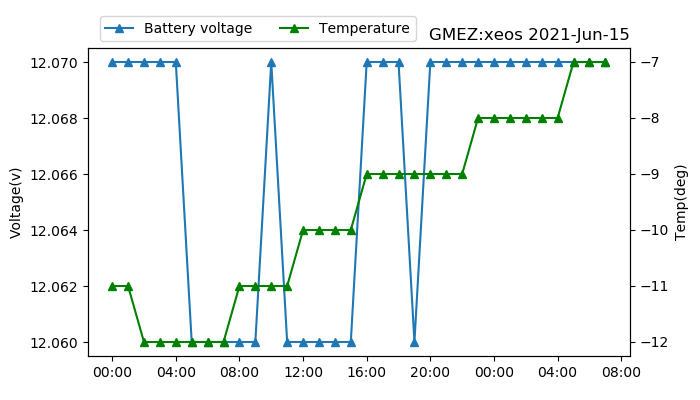 Battery voltage Temperature
GMEZ:xeos 2021-Jun-15
12.070
12.068
12.066
12.064
12.062
12.060
Voltage(v)
−7
−8
−9
−10
−11
−12
Temp(deg)
00:00 04:00 08:00 12:00 16:00 20:00 00:00 04:00 08:00